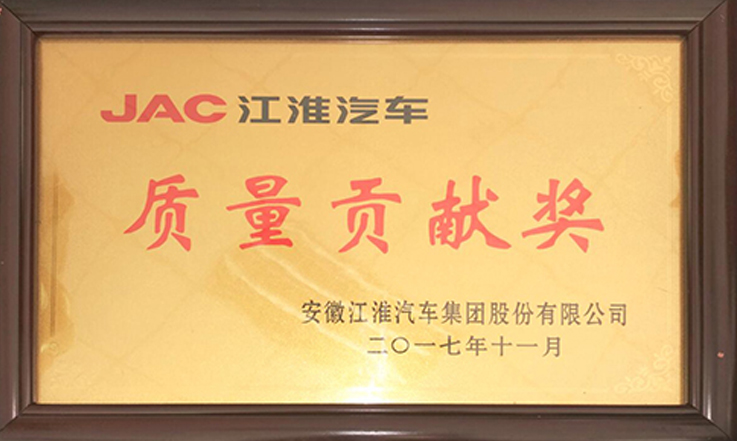 JAC 江淮汽车
质量贡献奖
安徽江淮汽车集团股份有限公司
二〇一七年十一月